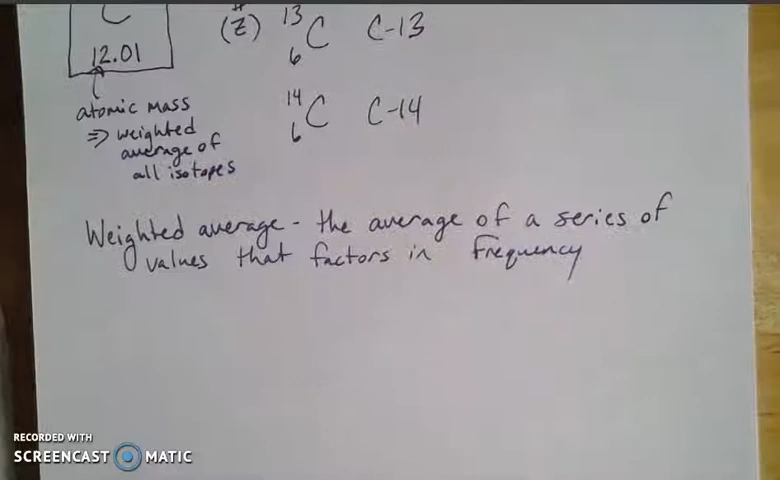 C
12.01
atomic mass
⇒ weighted
average of
all isotopes
#
(Z)
13
6 C C-13
14
6 C C-14
Weighted average - the average of a series of
values that factors in frequency
RECORDED WITH
SCREENCAST MATIC